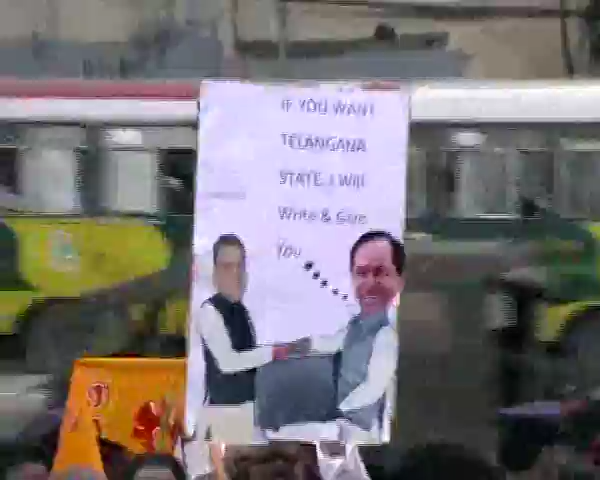 IF YOU WANT
TELANGANA
STATE. I Will
Write & Give
You